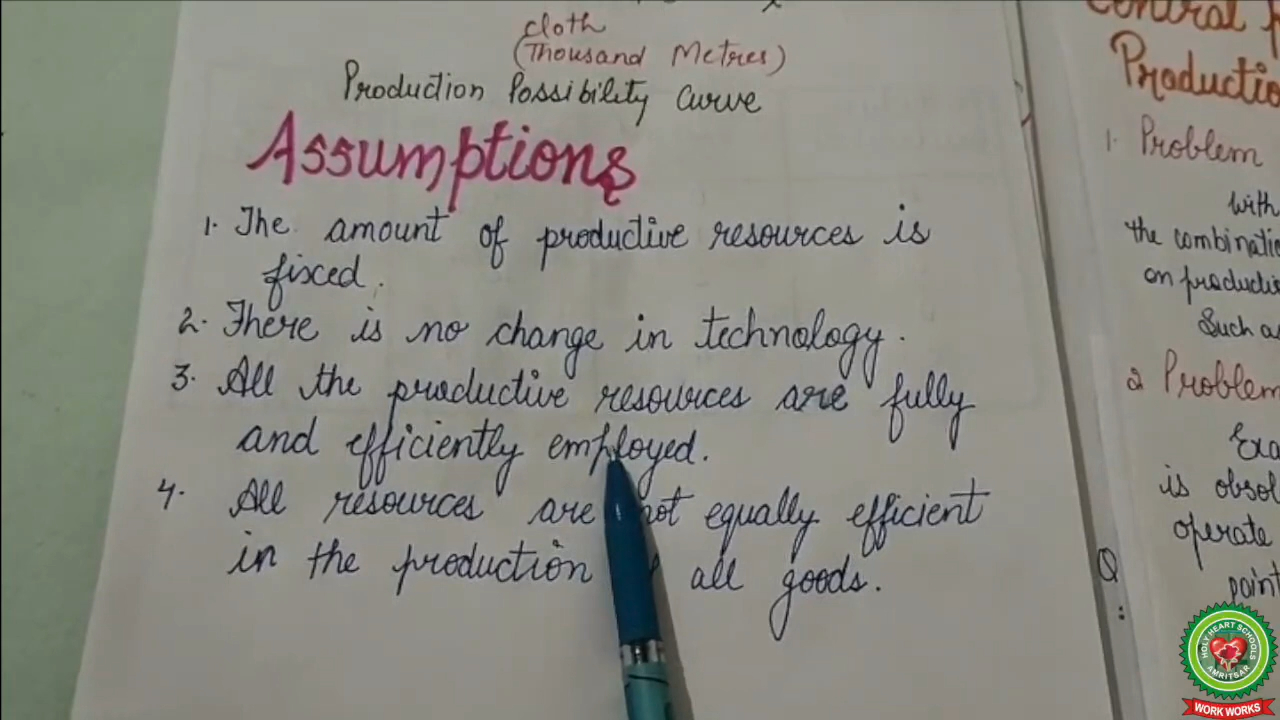 cloth
(Thousand Metres)
Production Possibility Curve
Assumptions
1. The amount of productive resources is
fixed.
2. There is no change in technology.
3. All the productive resources are fully
and efficiently employed.
4. All resources are not equally efficient
in the production all goods.
Central
Productio
1. Problem
with
the combinatio
on producti
Such a
2 Problem
Exa
is obsol
operate
paint
Q:
HOLY HEART SCHOOLS
AMRITSAR
WORK WORKS